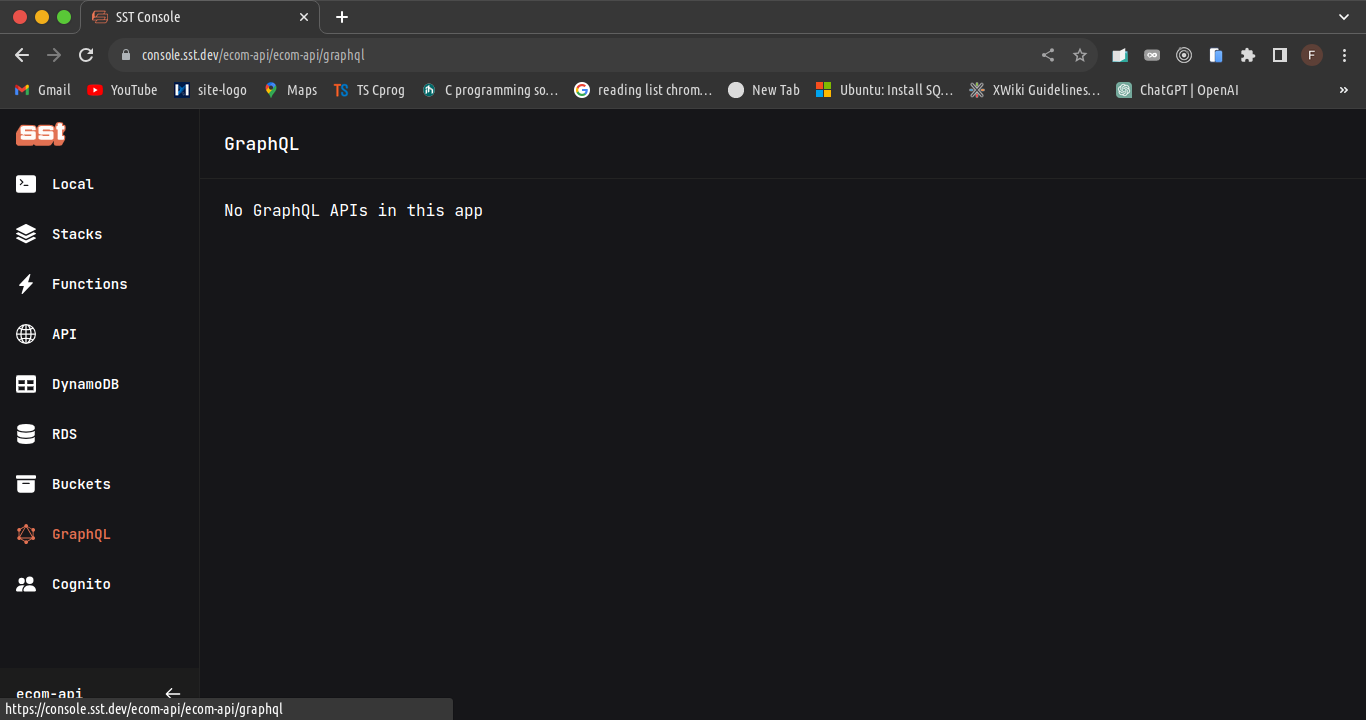 SST Console
console.sst.dev/ecom-api/ecom-api/graphql
F
Gmail YouTube site-logo Maps TS Cprog C programming so... reading list chrom... New Tab Ubuntu: Install SQ... XWiki Guidelines... ChatGPT | OpenAI »
sst
GraphQL
Local
No GraphQL APIs in this app
Stacks
Functions
API
DynamoDB
RDS
Buckets
GraphQL
Cognito
ecom-api
https://console.sst.dev/ecom-api/ecom-api/graphql